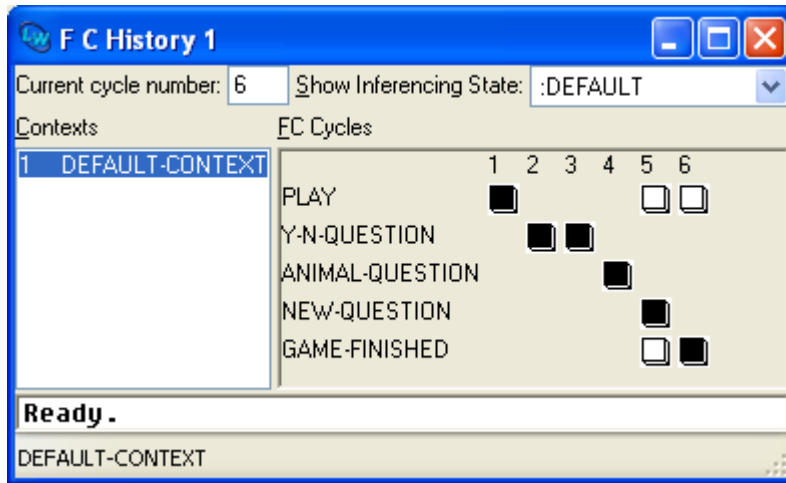 F C History 1
Current cycle number: 6 Show Inferencing State: :DEFAULT
Contexts FC Cycles
1 DEFAULT-CONTEXT
1 2 3 4 5 6
PLAY
Y-N-QUESTION
ANIMAL-QUESTION
NEW-QUESTION
GAME-FINISHED
Ready.
DEFAULT-CONTEXT